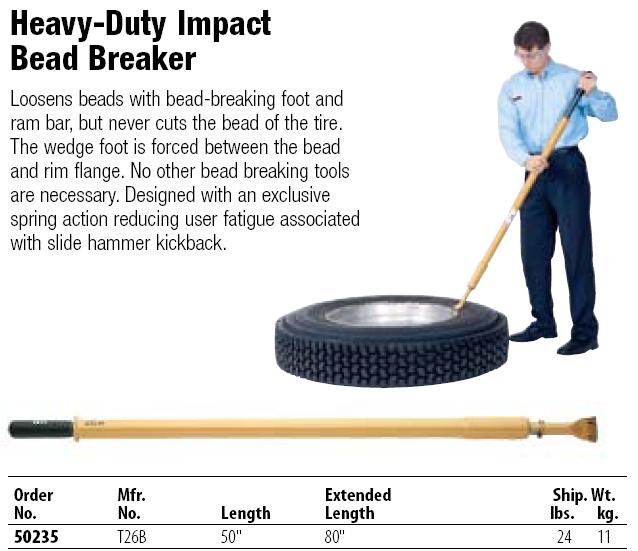 Heavy-Duty Impact
Bead Breaker
Loosens beads with bead-breaking foot and
ram bar, but never cuts the bead of the tire.
The wedge foot is forced between the bead
and rim flange. No other bead breaking tools
are necessary. Designed with an exclusive
spring action reducing user fatigue associated
with slide hammer kickback.
Order Mfr. Extended Ship. Wt.
No. No. Length Length lbs. kg.
50235 T26B 50" 80" 24 11